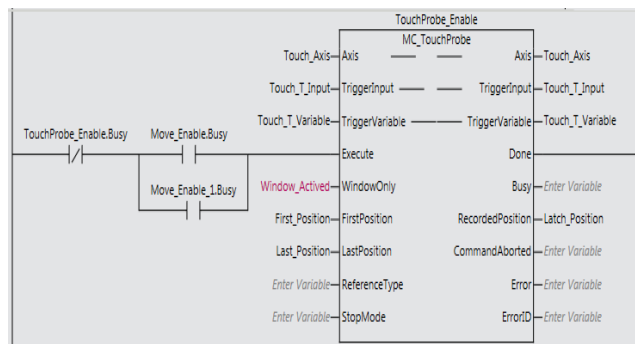 TouchProbe_Enable
MC_TouchProbe
Touch_Axis Axis Axis Touch_Axis
Touch_T_Input TriggerInput TriggerInput Touch_T_Input
Touch_T_Variable TriggerVariable TriggerVariable Touch_T_Variable
TouchProbe_Enable.Busy Move_Enable.Busy
Execute Done
Move_Enable_1.Busy Window_Actived WindowOnly Busy Enter Variable
First_Position FirstPosition RecordedPosition Latch_Position
Last_Position LastPosition CommandAborted Enter Variable
Enter Variable ReferenceType Error Enter Variable
Enter Variable StopMode ErrorID Enter Variable